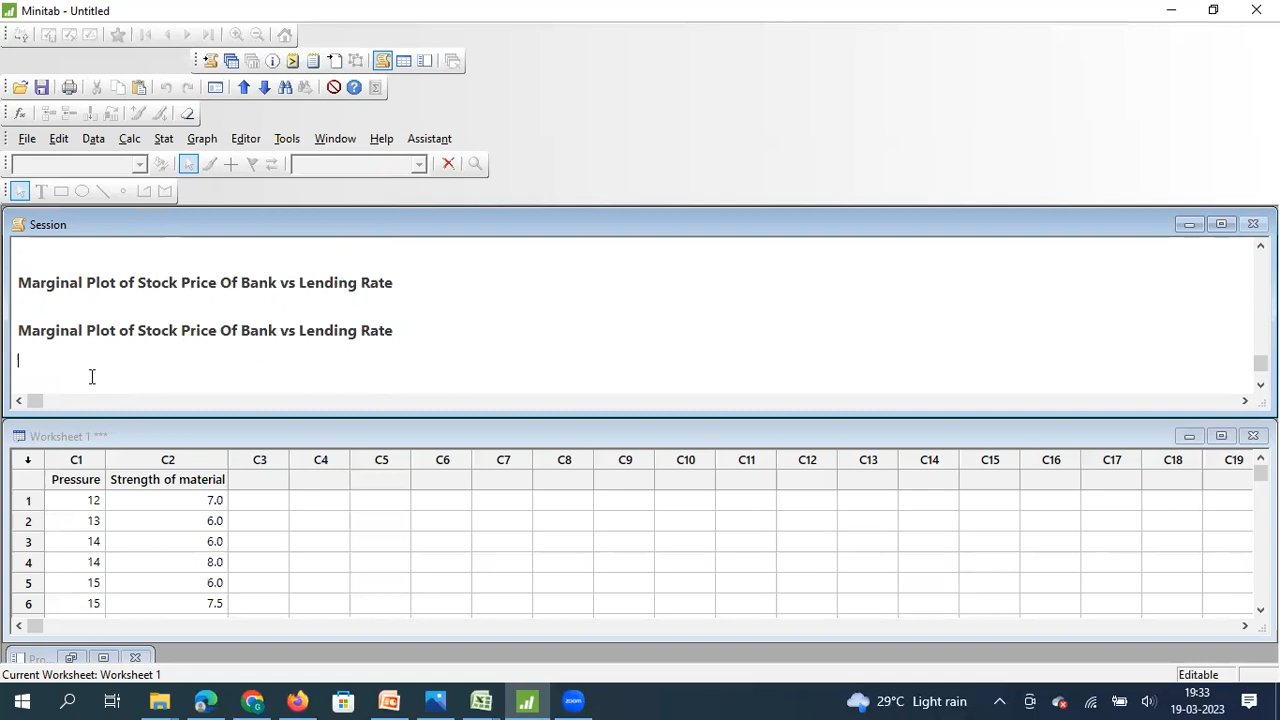 Minitab - Untitled
File Edit Data Calc Stat Graph Editor Tools Window Help Assistant
Session
Marginal Plot of Stock Price Of Bank vs Lending Rate
Marginal Plot of Stock Price Of Bank vs Lending Rate
Worksheet 1 ***
C1 C2 C3 C4 C5 C6 C7 C8 C9 C10 C11 C12 C13 C14 C15 C16 C17 C18 C19
Pressure Strength of material
1 12 7.0
2 13 6.0
3 14 6.0
4 14 8.0
5 15 6.0
6 15 7.5
Pro...
Current Worksheet: Worksheet 1 Editable
29°C Light rain 19:33
19-03-2023